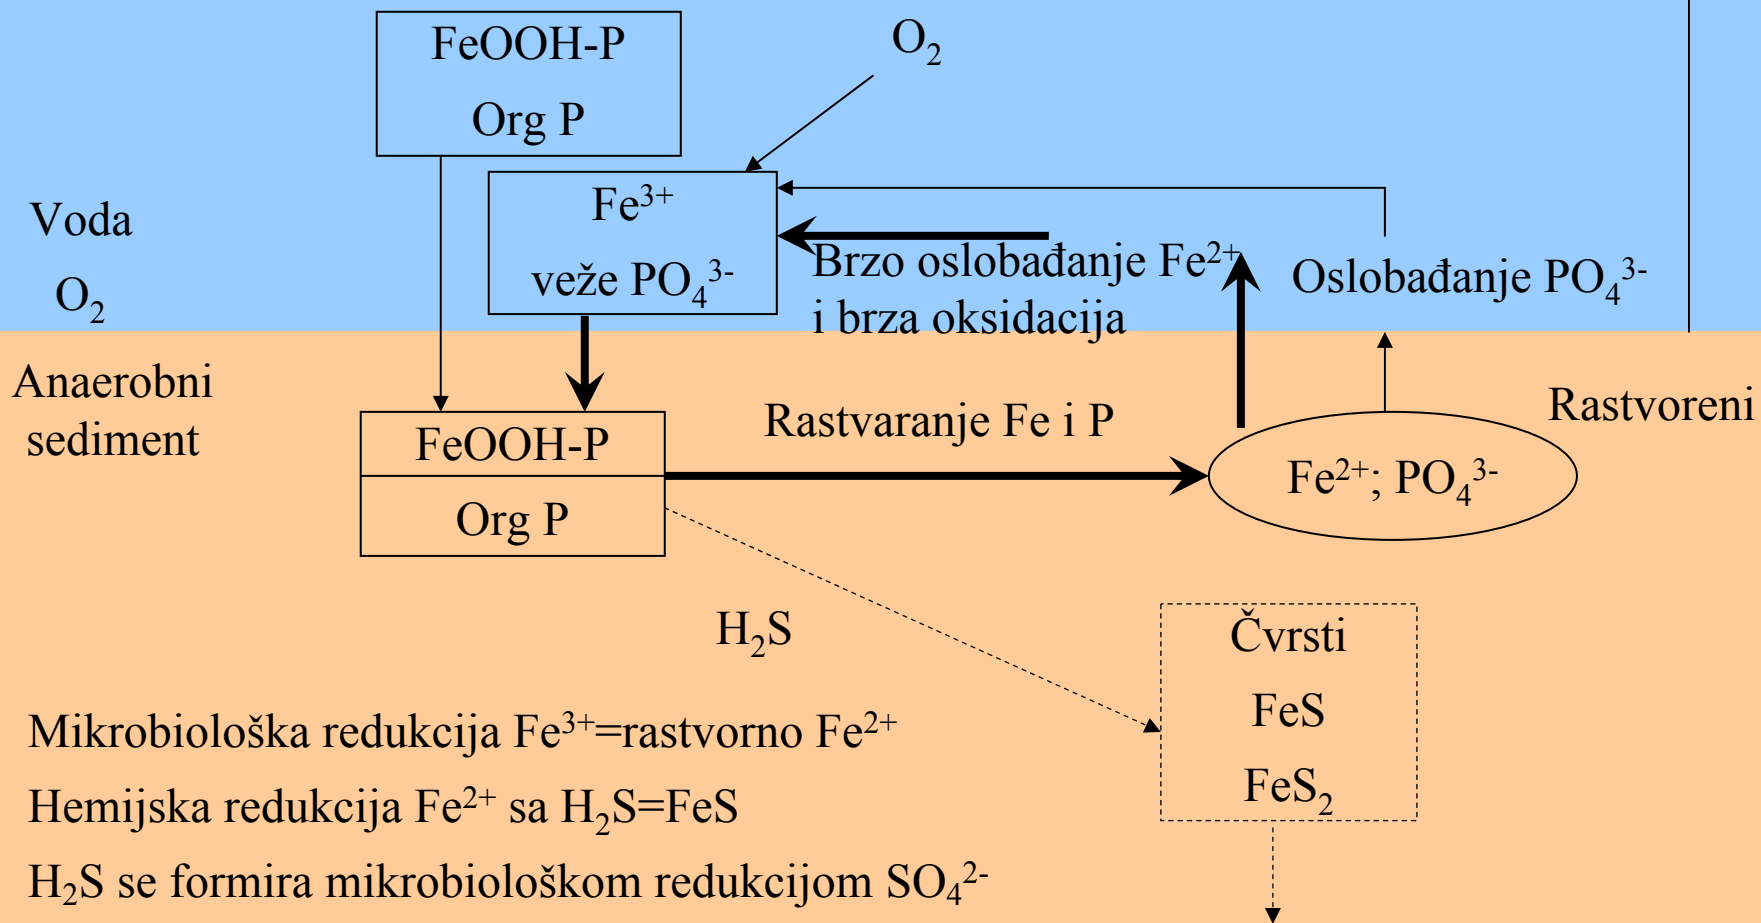 FeOOH-P
Org P
O₂
Fe³⁺
veže PO₄³⁻
Voda
O₂
Brzo oslobađanje Fe²⁺
i brza oksidacija
Oslobađanje PO₄³⁻
Anaerobni
sediment
FeOOH-P
Org P
Rastvaranje Fe i P
Rastvoreni
Fe²⁺; PO₄³⁻
H₂S
Čvrsti
FeS
FeS₂
Mikrobiološka redukcija Fe³⁺=rastvorno Fe²⁺
Hemijska redukcija Fe²⁺ sa H₂S=FeS
H₂S se formira mikrobiološkom redukcijom SO₄²⁻